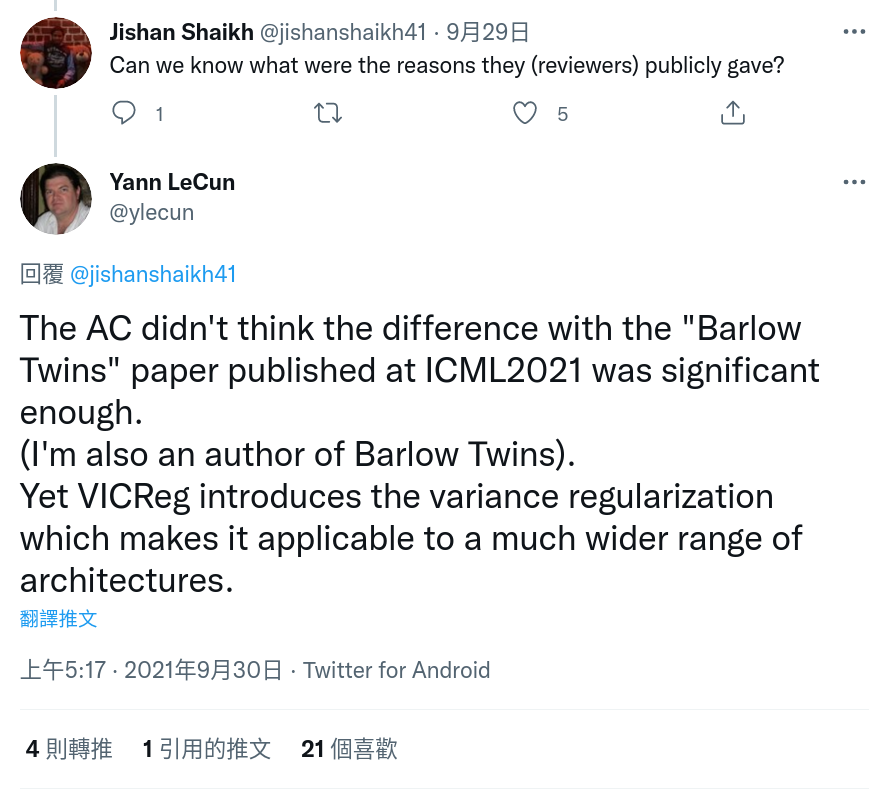 Jishan Shaikh @jishanshaikh41 · 9月29日
Can we know what were the reasons they (reviewers) publicly gave?
1 5
Yann LeCun
@ylecun
回覆 @jishanshaikh41
The AC didn't think the difference with the "Barlow
Twins" paper published at ICML2021 was significant
enough.
(I'm also an author of Barlow Twins).
Yet VICReg introduces the variance regularization
which makes it applicable to a much wider range of
architectures.
翻譯推文
上午5:17 · 2021年9月30日 · Twitter for Android
4 則轉推 1 引用的推文 21 個喜歡